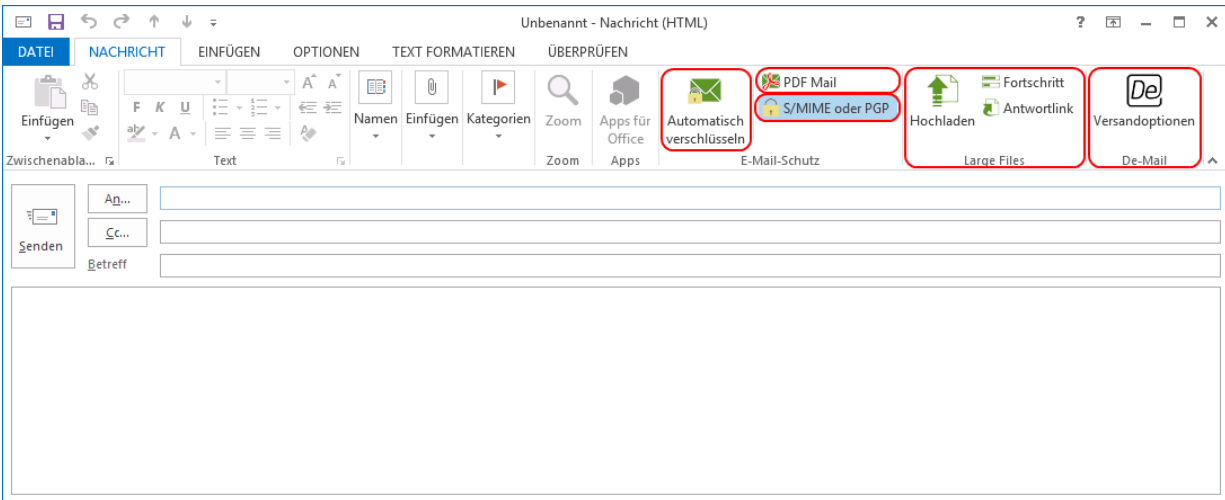 Unbenannt - Nachricht (HTML)
?
DATEI NACHRICHT EINFÜGEN OPTIONEN TEXT FORMATIEREN ÜBERPRÜFEN
Einfügen
Zwischenabla...
F K U
aby A
A A
Text
Namen
Einfügen
Kategorien
Zoom
Zoom
Apps für
Office
Apps
Automatisch
verschlüsseln
PDF Mail
S/MIME oder PGP
E-Mail-Schutz
Hochladen
Fortschritt
Antwortlink
Large Files
De
Versandoptionen
De-Mail
Senden
An...
Cc...
Betreff